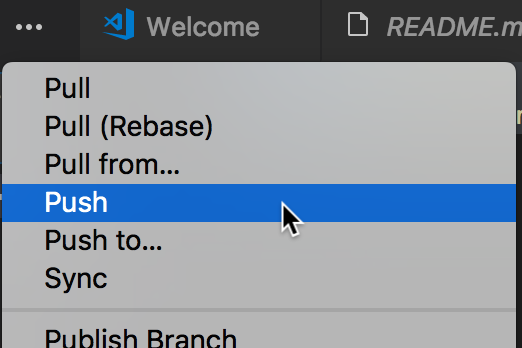 Welcome
README.m
Pull
Pull (Rebase)
Pull from...
Push
Push to...
Sync
Publish Branch